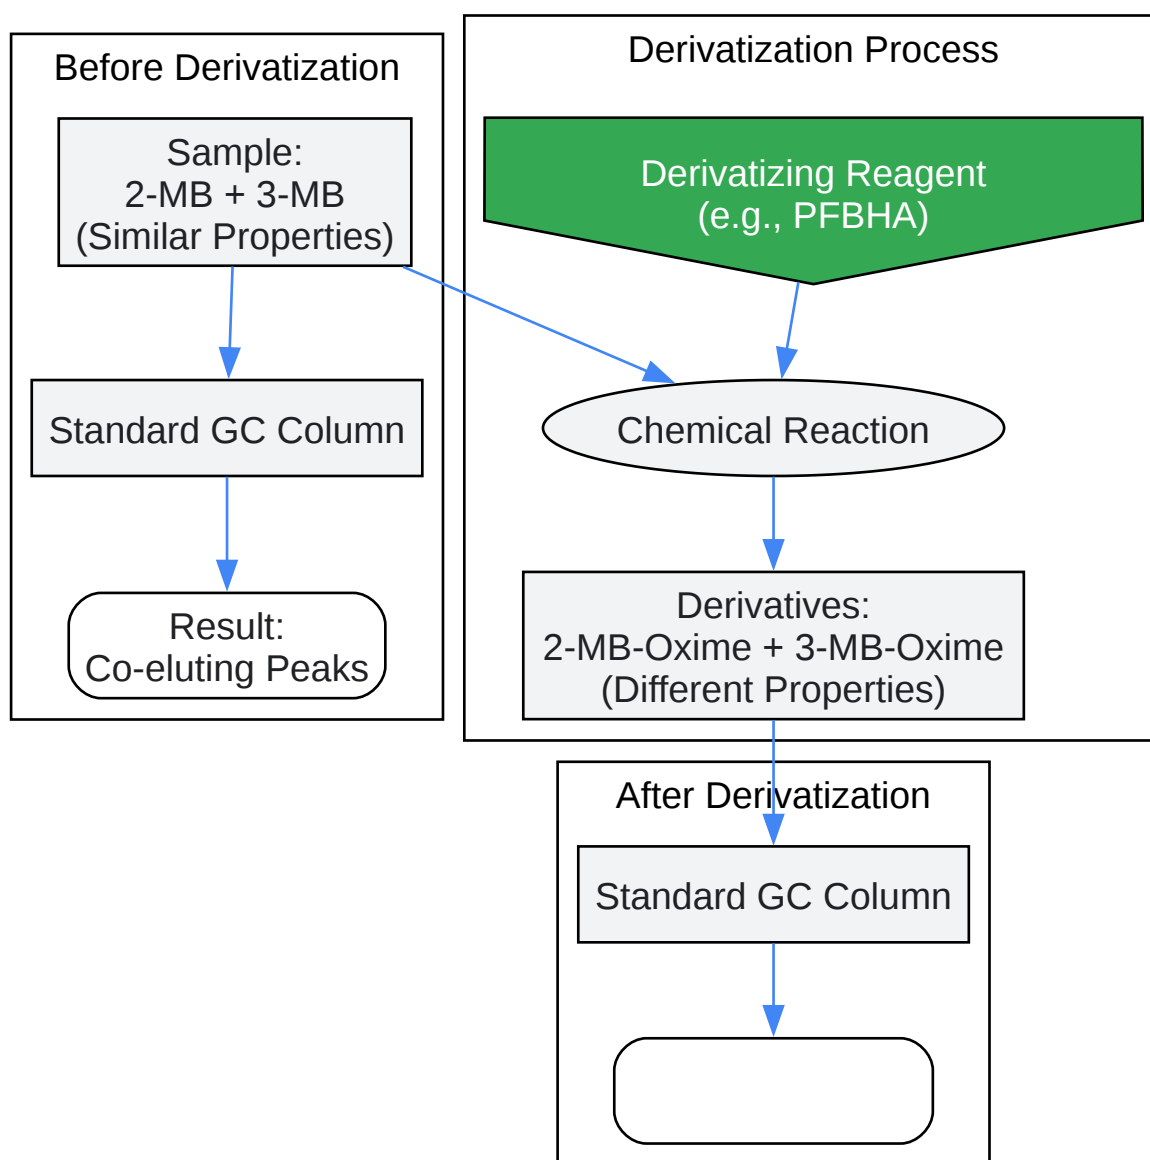 Before Derivatization
Sample:
2-MB + 3-MB
(Similar Properties)
Standard GC Column
Result:
Co-eluting Peaks
Derivatization Process
Derivatizing Reagent
(e.g., PFBHA)
Chemical Reaction
Derivatives:
2-MB-Oxime + 3-MB-Oxime
(Different Properties)
After Derivatization
Standard GC Column